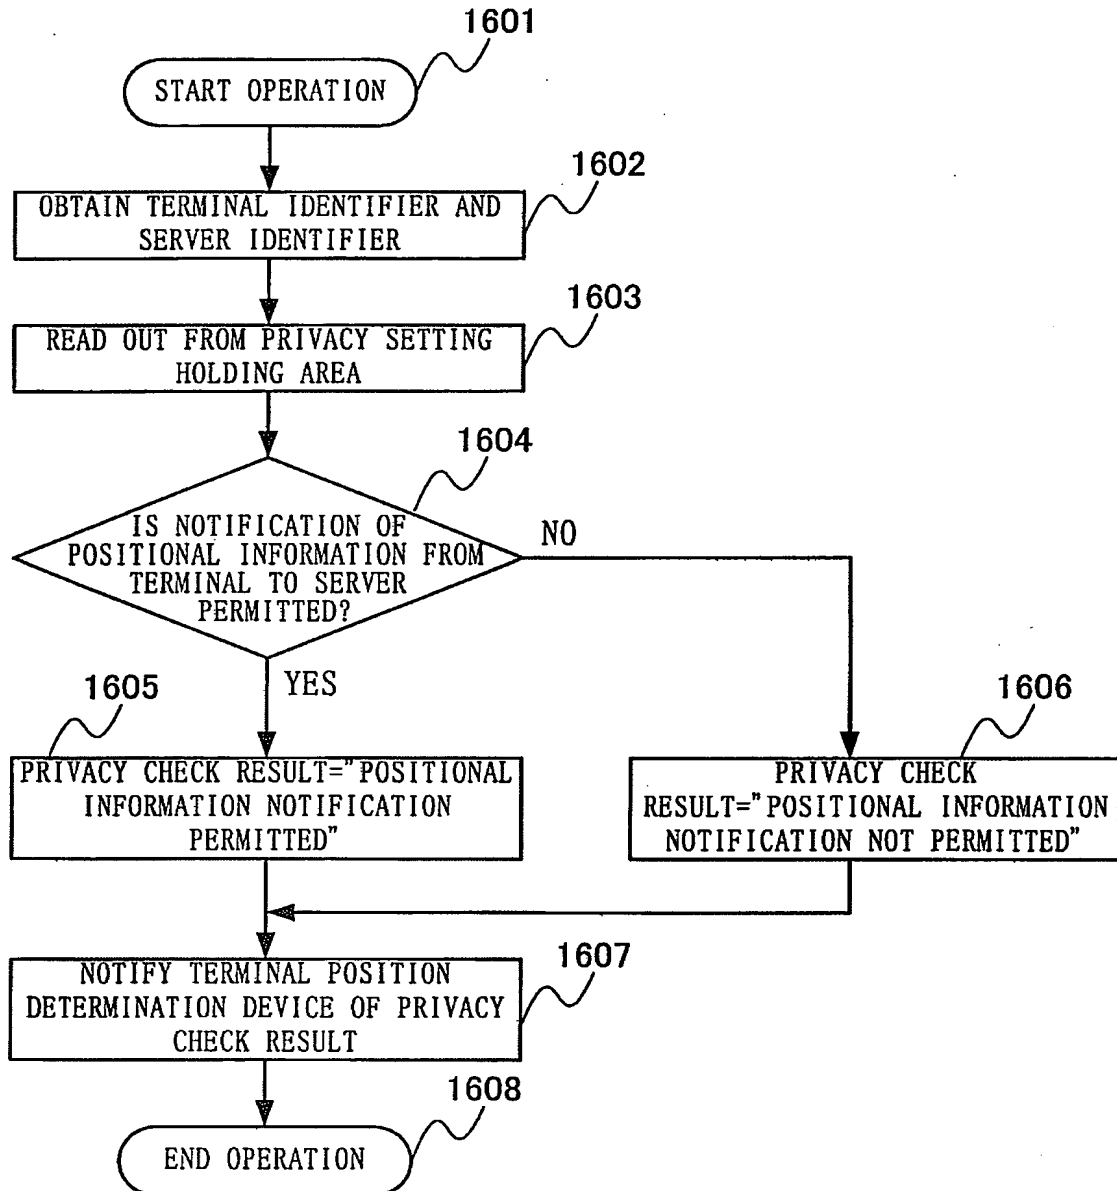 1601
START OPERATION
1602
OBTAIN TERMINAL IDENTIFIER AND
SERVER IDENTIFIER
1603
READ OUT FROM PRIVACY SETTING
HOLDING AREA
1604
IS NOTIFICATION OF
POSITIONAL INFORMATION FROM
TERMINAL TO SERVER
PERMITTED?
NO
YES
1605
PRIVACY CHECK RESULT="POSITIONAL
INFORMATION NOTIFICATION
PERMITTED"
1606
PRIVACY CHECK
RESULT="POSITIONAL INFORMATION
NOTIFICATION NOT PERMITTED"
1607
NOTIFY TERMINAL POSITION
DETERMINATION DEVICE OF PRIVACY
CHECK RESULT
1608
END OPERATION